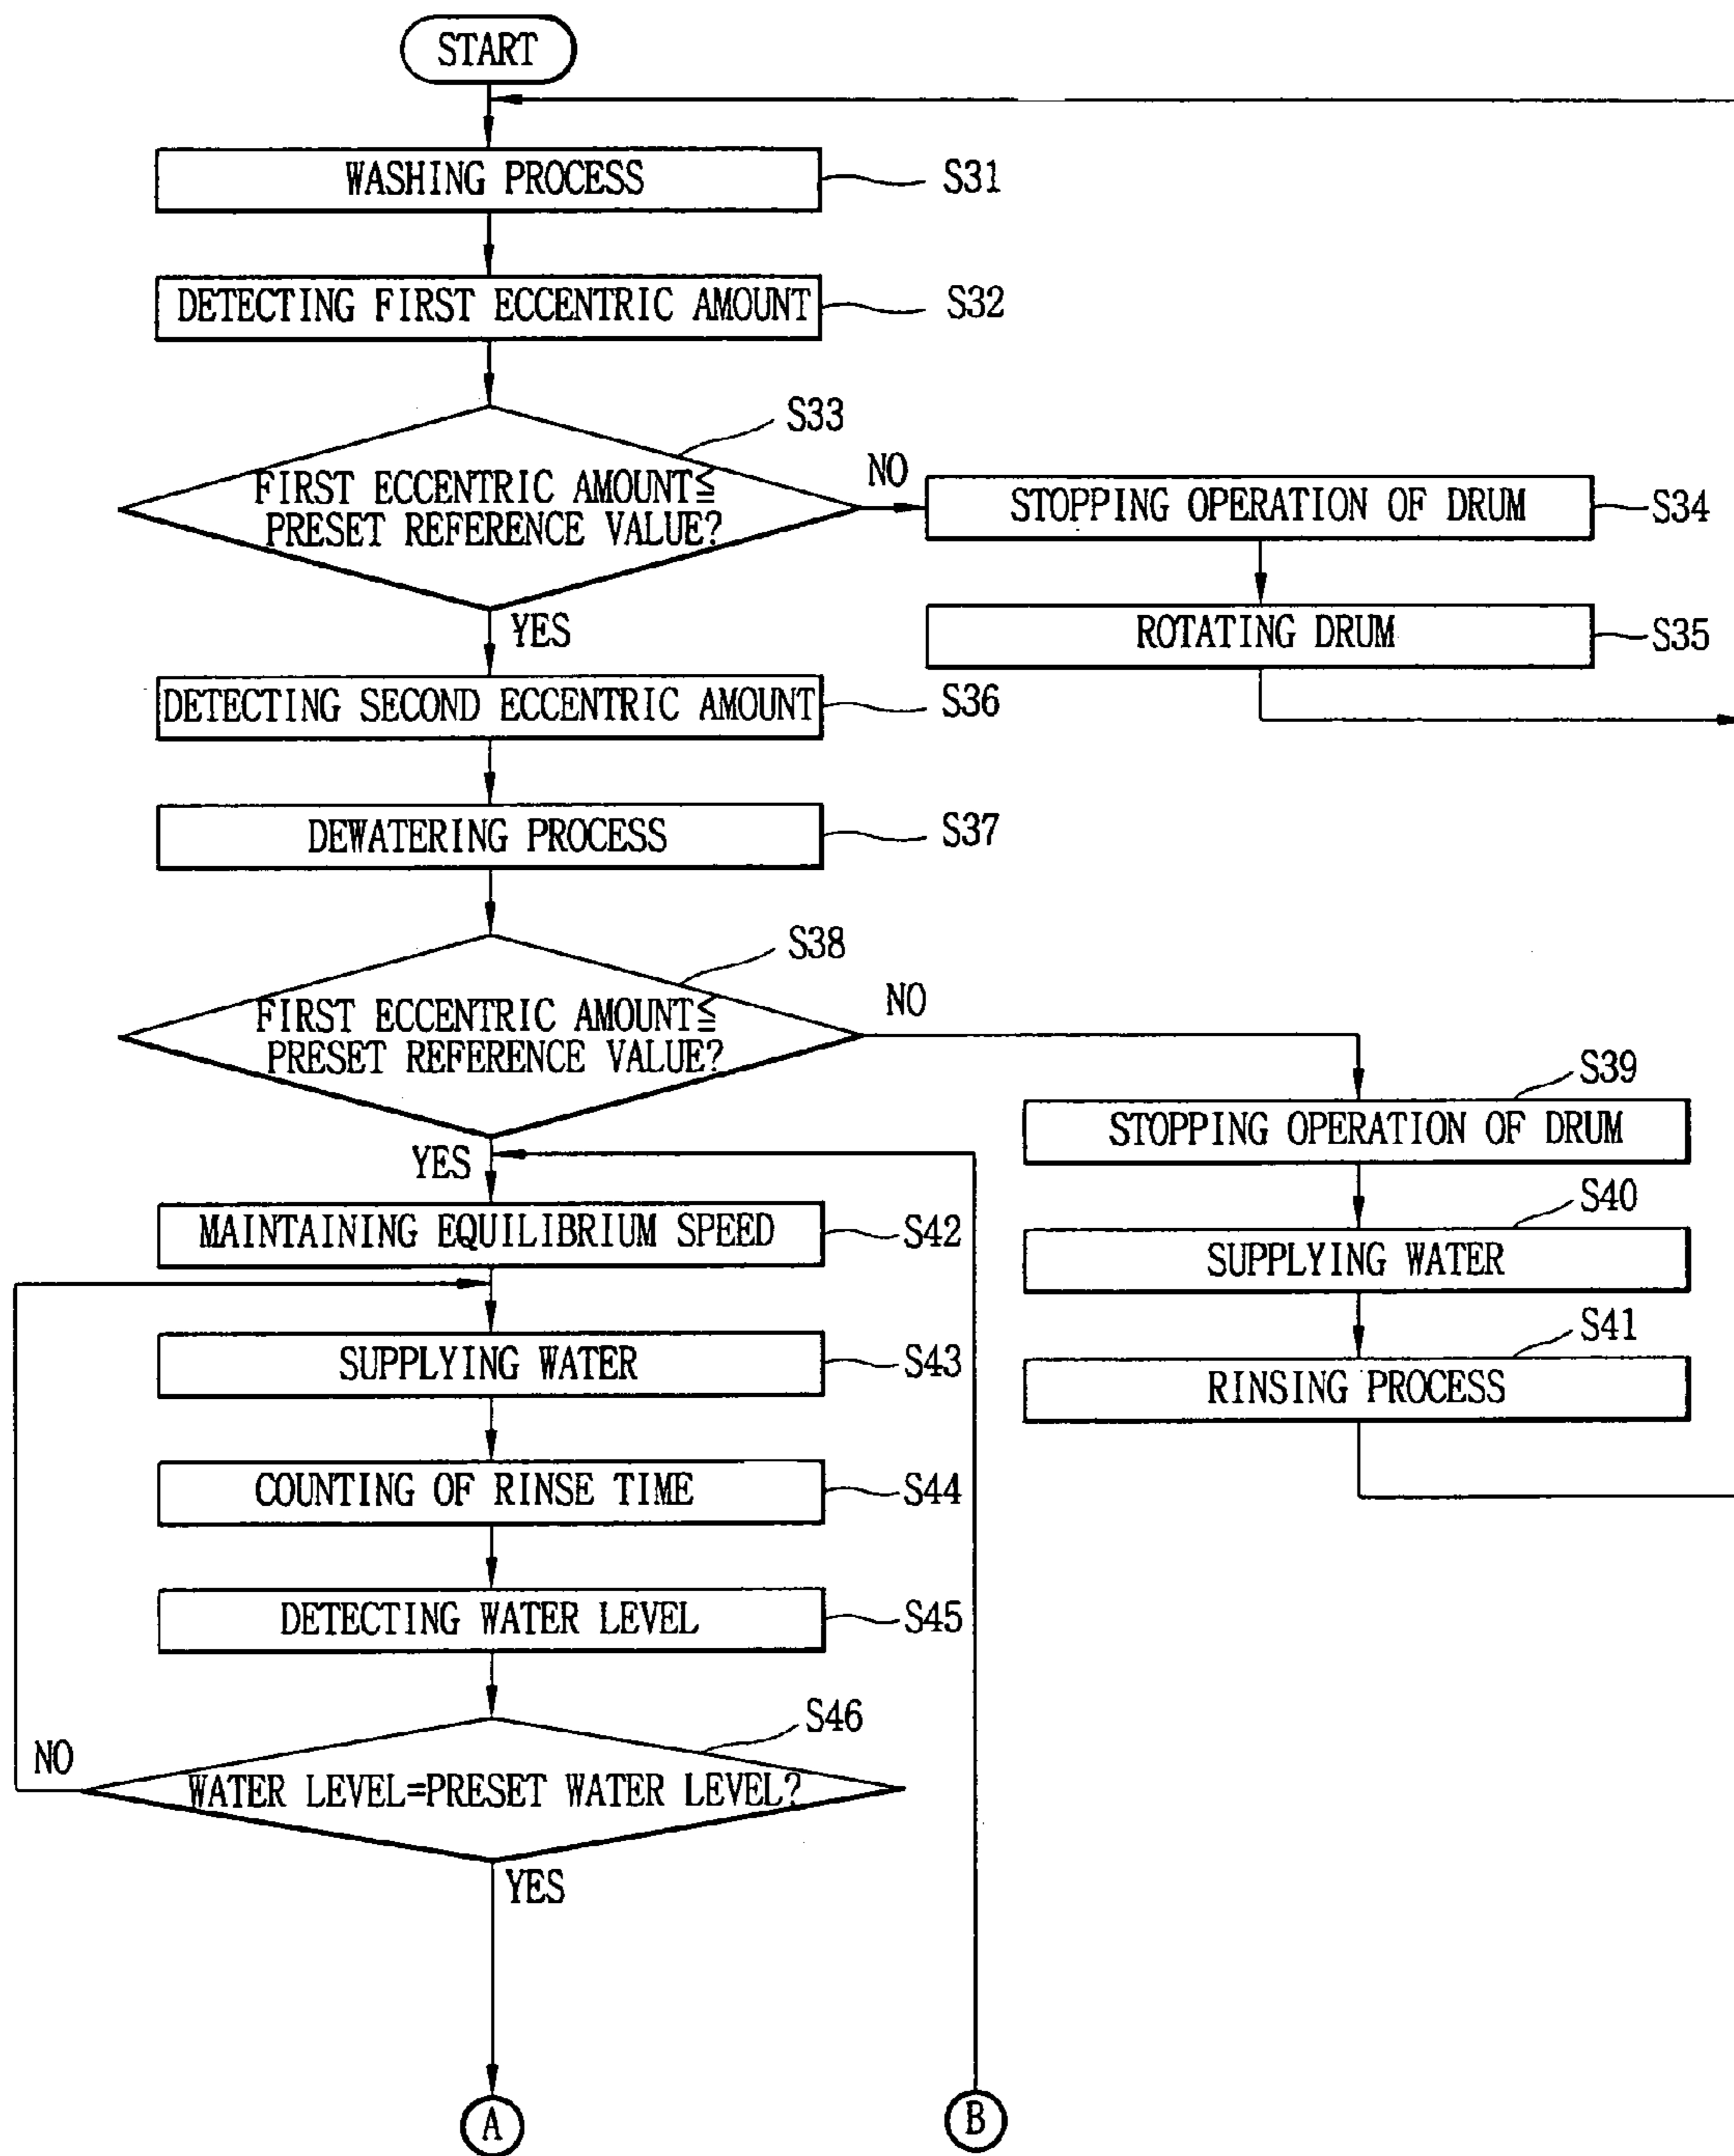 START
WASHING PROCESS
S31
DETECTING FIRST ECCENTRIC AMOUNT
S32
S33
FIRST ECCENTRIC AMOUNT≦
PRESET REFERENCE VALUE?
NO
STOPPING OPERATION OF DRUM
S34
YES
ROTATING DRUM
S35
DETECTING SECOND ECCENTRIC AMOUNT
S36
DEWATERING PROCESS
S37
S38
FIRST ECCENTRIC AMOUNT≦
PRESET REFERENCE VALUE?
NO
S39
STOPPING OPERATION OF DRUM
YES
S40
MAINTAINING EQUILIBRIUM SPEED
S42
SUPPLYING WATER
S41
SUPPLYING WATER
S43
RINSING PROCESS
COUNTING OF RINSE TIME
S44
DETECTING WATER LEVEL
S45
S46
NO
WATER LEVEL=PRESET WATER LEVEL?
YES
A
B